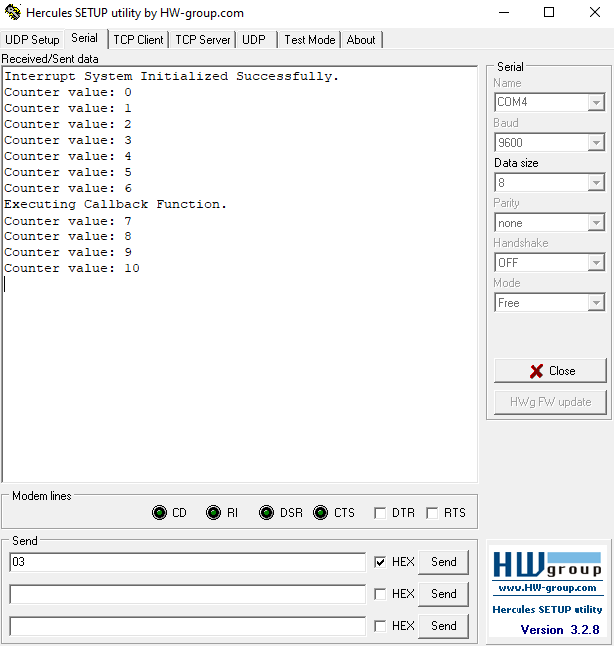 Hercules SETUP utility by HW-group.com
UDP Setup Serial TCP Client TCP Server UDP Test Mode About
Received/Sent data
Interrupt System Initialized Successfully.
Counter value: 0
Counter value: 1
Counter value: 2
Counter value: 3
Counter value: 4
Counter value: 5
Counter value: 6
Executing Callback Function.
Counter value: 7
Counter value: 8
Counter value: 9
Counter value: 10
Serial
Name
COM4
Baud
9600
Data size
8
Parity
none
Handshake
OFF
Mode
Free
Close
HWg FW update
Modem lines
CD RI DSR CTS DTR RTS
Send
03 HEX Send
HEX Send
HEX Send
HWgroup
www.HW-group.com
Hercules SETUP utility
Version 3.2.8